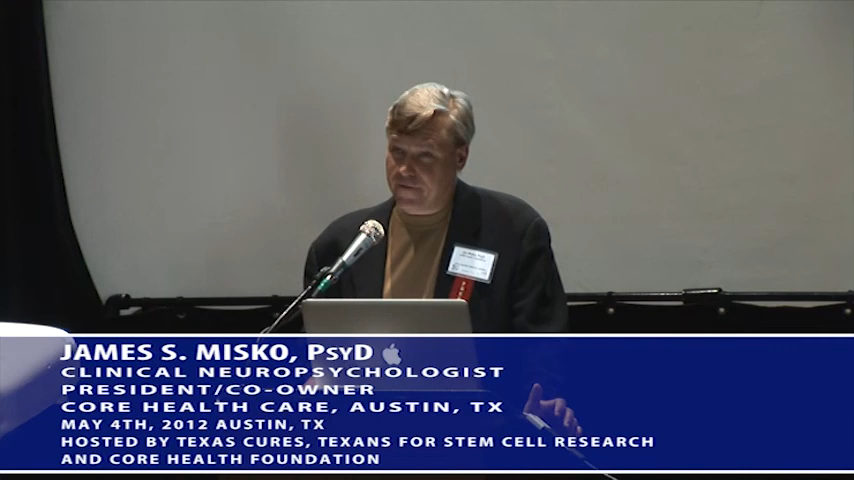 JAMES S. MISKO, PSYD
CLINICAL NEUROPSYCHOLOGIST
PRESIDENT/CO-OWNER
CORE HEALTH CARE, AUSTIN, TX
MAY 4TH, 2012 AUSTIN, TX
HOSTED BY TEXAS CURES, TEXANS FOR STEM CELL RESEARCH
AND CORE HEALTH FOUNDATION